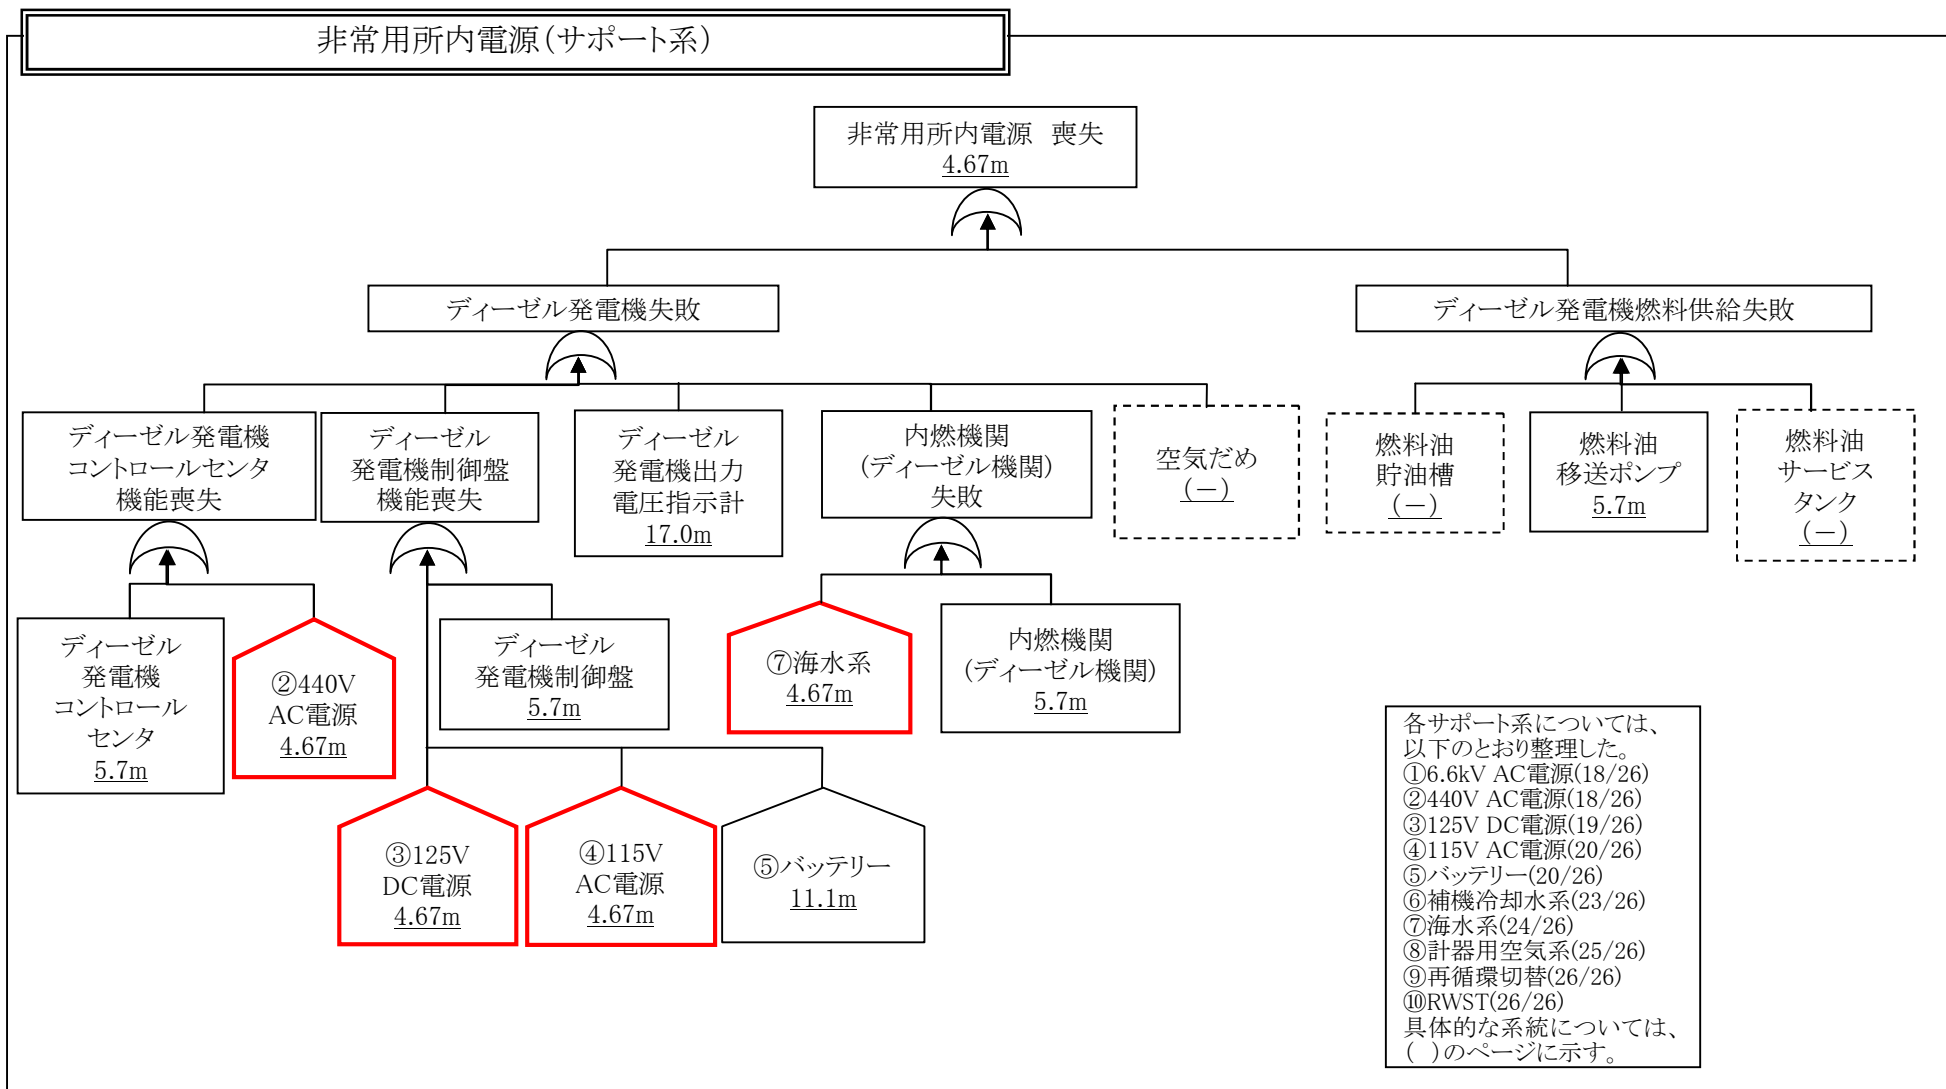 非常用所内電源(サポート系)
非常用所内電源　喪失
4.67m
ディーゼル発電機失敗
ディーゼル発電機燃料供給失敗
ディーゼル発電機
コントロールセンタ
機能喪失
ディーゼル
発電機制御盤
機能喪失
ディーゼル
発電機出力
電圧指示計
17.0m
内燃機関
(ディーゼル機関)
失敗
空気だめ
(－)
燃料油
貯油槽
(－)
燃料油
移送ポンプ
5.7m
燃料油
サービス
タンク
(－)
ディーゼル
発電機
コントロール
センタ
5.7m
②440V
AC電源
4.67m
ディーゼル
発電機制御盤
5.7m
⑦海水系
4.67m
内燃機関
(ディーゼル機関)
5.7m
③125V
DC電源
4.67m
④115V
AC電源
4.67m
⑤バッテリー
11.1m
各サポート系については、
以下のとおり整理した。
①6.6kV AC電源(18/26)
②440V AC電源(18/26)
③125V DC電源(19/26)
④115V AC電源(20/26)
⑤バッテリー(20/26)
⑥補機冷却水系(23/26)
⑦海水系(24/26)
⑧計器用空気系(25/26)
⑨再循環切替(26/26)
⑩RWST(26/26)
具体的な系統については、
(　)のページに示す。